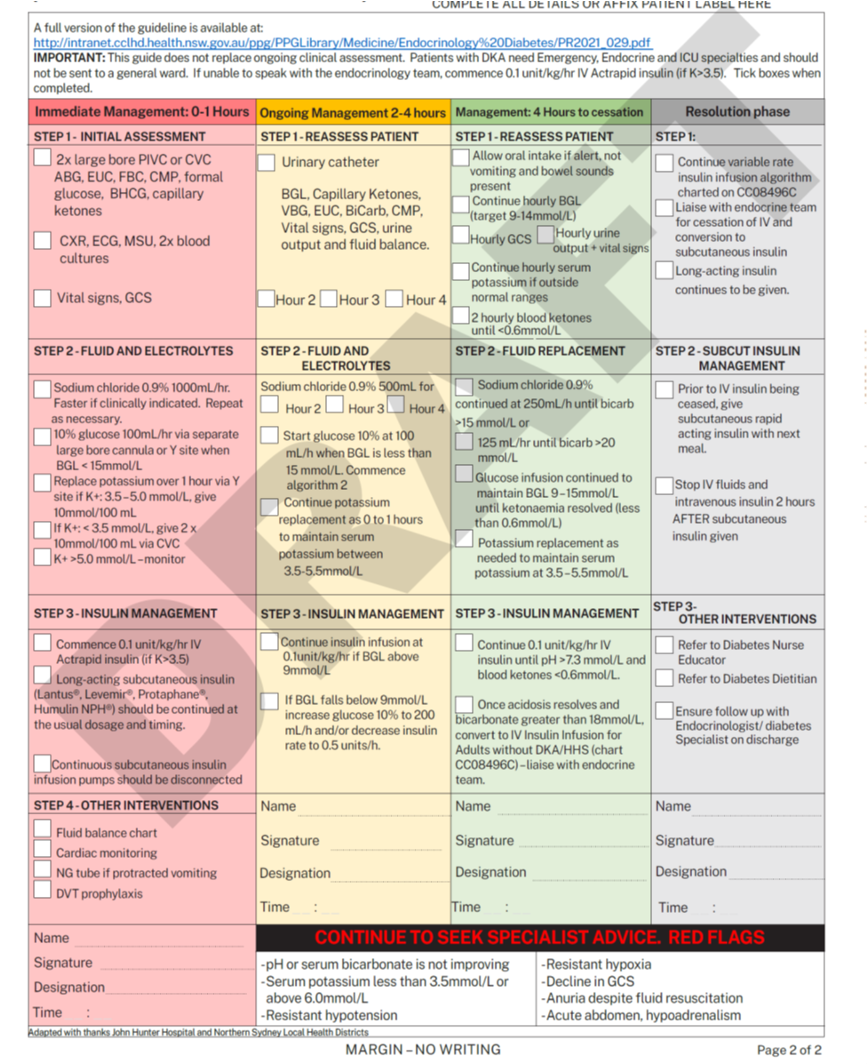 COMPLETE ALL DETAILS OR AFFIX PATIENT LABEL HERE
A full version of the guideline is available at:
http://intranet.cclhd.health.nsw.gov.au/ppg/PPGLibrary/Medicine/Endocrinology%20Diabetes/PR2021_029.pdf
IMPORTANT: This guide does not replace ongoing clinical assessment. Patients with DKA need Emergency, Endocrine and ICU specialties and should
not be sent to a general ward. If unable to speak with the endocrinology team, commence 0.1 unit/kg/hr IV Actrapid insulin (if K>3.5). Tick boxes when
completed.
Immediate Management: 0-1 Hours
STEP 1 - INITIAL ASSESSMENT
2x large bore PIVC or CVC
ABG, EUC, FBC, CMP, formal
glucose, BHCG, capillary
ketones
CXR, ECG, MSU, 2x blood
cultures
Vital signs, GCS
STEP 2 - FLUID AND ELECTROLYTES
Sodium chloride 0.9% 1000mL/hr.
Faster if clinically indicated. Repeat
as necessary.
10% glucose 100mL/hr via separate
large bore cannula or Y site when
BGL < 15mmol/L
Replace potassium over 1 hour via Y
site if K+: 3.5–5.0 mmol/L, give
10mmol/100 mL
If K+: < 3.5 mmol/L, give 2 x
10mmol/100 mL via CVC
K+ >5.0 mmol/L–monitor
STEP 3 - INSULIN MANAGEMENT
Commence 0.1 unit/kg/hr IV
Actrapid insulin (if K>3.5)
Long-acting subcutaneous insulin
(Lantus®, Levemir®, Protaphane®,
Humulin NPH®) should be continued at
the usual dosage and timing.
Continuous subcutaneous insulin
infusion pumps should be disconnected
STEP 4 - OTHER INTERVENTIONS
Fluid balance chart
Cardiac monitoring
NG tube if protracted vomiting
DVT prophylaxis
Name
Signature
Designation
Time :
Ongoing Management 2-4 hours
STEP 1 - REASSESS PATIENT
Urinary catheter
BGL, Capillary Ketones,
VBG, EUC, BiCarb, CMP,
Vital signs, GCS, urine
output and fluid balance.
Hour 2 Hour 3 Hour 4
STEP 2 - FLUID AND
ELECTROLYTES
Sodium chloride 0.9% 500mL for
Hour 2 Hour 3 Hour 4
Start glucose 10% at 100
mL/h when BGL is less than
15 mmol/L. Commence
algorithm 2
Continue potassium
replacement as 0 to 1 hours
to maintain serum
potassium between
3.5-5.5mmol/L
STEP 3 - INSULIN MANAGEMENT
Continue insulin infusion at
0.1unit/kg/hr if BGL above
9mmol/L
If BGL falls below 9mmol/L
increase glucose 10% to 200
mL/h and/or decrease insulin
rate to 0.5 units/h.
Name
Signature
Designation
Time :
Management: 4 Hours to cessation
STEP 1 - REASSESS PATIENT
Allow oral intake if alert, not
vomiting and bowel sounds
present
Continue hourly BGL
(target 9-14mmol/L)
Hourly GCS Hourly urine
output + vital signs
Continue hourly serum
potassium if outside
normal ranges
2 hourly blood ketones
until <0.6mmol/L
STEP 2 - FLUID REPLACEMENT
Sodium chloride 0.9%
continued at 250mL/h until bicarb
>15 mmol/L or
125 mL/hr until bicarb >20
mmol/L
Glucose infusion continued to
maintain BGL 9–15mmol/L
until ketonaemia resolved (less
than 0.6mmol/L)
Potassium replacement as
needed to maintain serum
potassium at 3.5–5.5mmol/L
STEP 3 - INSULIN MANAGEMENT
Continue 0.1 unit/kg/hr IV
insulin until pH >7.3 mmol/L and
blood ketones <0.6mmol/L.
Once acidosis resolves and
bicarbonate greater than 18mmol/L,
convert to IV Insulin Infusion for
Adults without DKA/HHS (chart
CC08496C)–liaise with endocrine
team.
Name
Signature
Designation
Time :
Resolution phase
STEP 1:
Continue variable rate
insulin infusion algorithm
charted on CC08496C
Liaise with endocrine team
for cessation of IV and
conversion to
subcutaneous insulin
Long-acting insulin
continues to be given.
STEP 2 - SUBCUT INSULIN
MANAGEMENT
Prior to IV insulin being
ceased, give
subcutaneous rapid
acting insulin with next
meal.
Stop IV fluids and
intravenous insulin 2 hours
AFTER subcutaneous
insulin given
STEP 3-
OTHER INTERVENTIONS
Refer to Diabetes Nurse
Educator
Refer to Diabetes Dietitian
Ensure follow up with
Endocrinologist/ diabetes
Specialist on discharge
Name
Signature
Designation
Time :
CONTINUE TO SEEK SPECIALIST ADVICE. RED FLAGS
-pH or serum bicarbonate is not improving
-Serum potassium less than 3.5mmol/L or
above 6.0mmol/L
-Resistant hypotension
-Resistant hypoxia
-Decline in GCS
-Anuria despite fluid resuscitation
-Acute abdomen, hypoadrenalism
Adapted with thanks John Hunter Hospital and Northern Sydney Local Health Districts
MARGIN – NO WRITING
Page 2 of 2
DRAFT